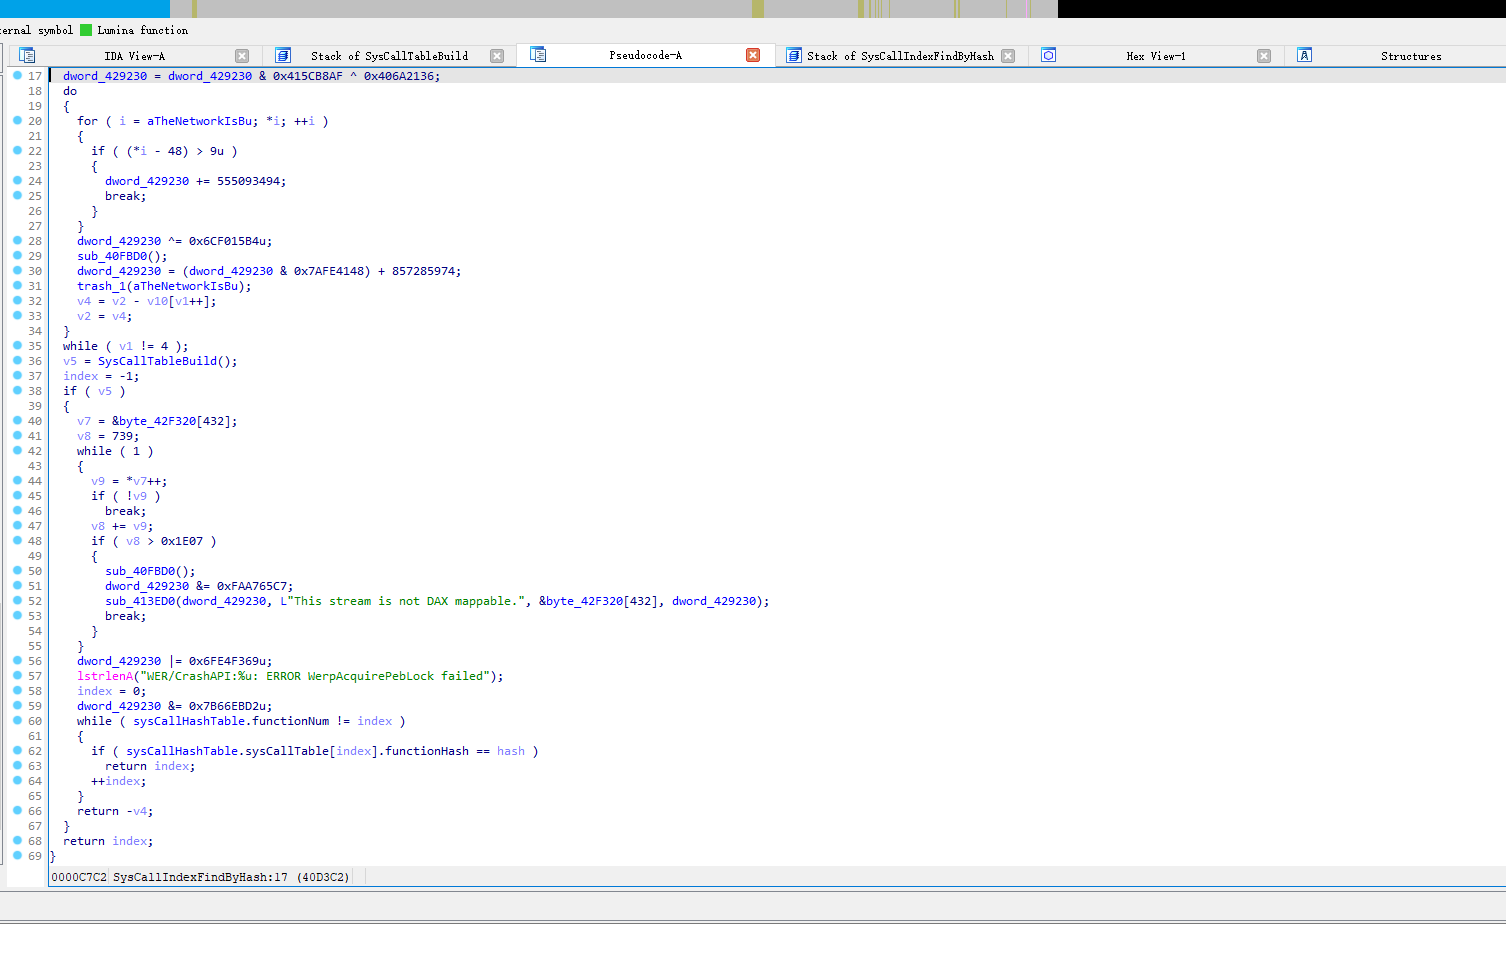 ernal symbol Lumina function
IDA View-A Stack of SysCallTableBuild Pseudocode-A Stack of SysCallIndexFindByHash Hex View-1 Structures
17 dword_429230 = dword_429230 & 0x415CB8AF ^ 0x406A2136;
18 do
19 {
20 for ( i = aTheNetworkIsBu; *i; ++i )
21 {
22 if ( (*i - 48) > 9u )
23 {
24 dword_429230 += 555093494;
25 break;
26 }
27 }
28 dword_429230 ^= 0x6CF015B4u;
29 sub_40FBD0();
30 dword_429230 = (dword_429230 & 0x7AFE4148) + 857285974;
31 trash_1(aTheNetworkIsBu);
32 v4 = v2 - v10[v1++];
33 v2 = v4;
34 }
35 while ( v1 != 4 );
36 v5 = SysCallTableBuild();
37 index = -1;
38 if ( v5 )
39 {
40 v7 = &byte_42F320[432];
41 v8 = 739;
42 while ( 1 )
43 {
44 v9 = *v7++;
45 if ( !v9 )
46 break;
47 v8 += v9;
48 if ( v8 > 0x1E07 )
49 {
50 sub_40FBD0();
51 dword_429230 &= 0xFAA765C7;
52 sub_413ED0(dword_429230, L"This stream is not DAX mappable.", &byte_42F320[432], dword_429230);
53 break;
54 }
55 }
56 dword_429230 |= 0x6FE4F369u;
57 lstrlenA("WER/CrashAPI:%u: ERROR WerpAcquirePebLock failed");
58 index = 0;
59 dword_429230 &= 0x7B66EBD2u;
60 while ( sysCallHashTable.functionNum != index )
61 {
62 if ( sysCallHashTable.sysCallTable[index].functionHash == hash )
63 return index;
64 ++index;
65 }
66 return -v4;
67 }
68 return index;
69 }
0000C7C2 SysCallIndexFindByHash:17 (40D3C2)